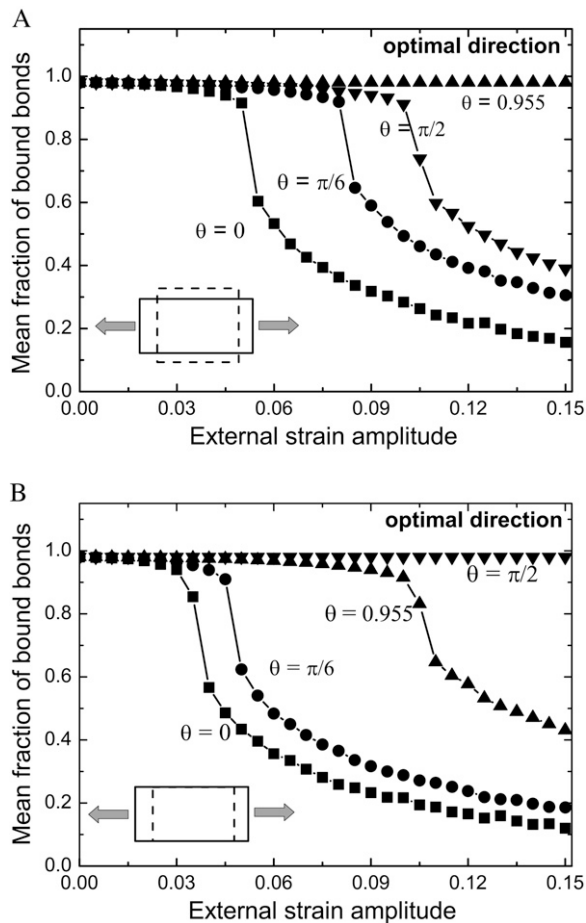 A
optimal direction
1.0
0.8
0.6
0.4
0.2
0.0
Mean fraction of bound bonds
θ = 0.955
θ = π/2
θ = π/6
θ = 0
0.00 0.03 0.06 0.09 0.12 0.15
External strain amplitude
B
optimal direction
1.0
0.8
0.6
0.4
0.2
0.0
Mean fraction of bound bonds
θ = π/2
θ = 0.955
θ = π/6
θ = 0
0.00 0.03 0.06 0.09 0.12 0.15
External strain amplitude